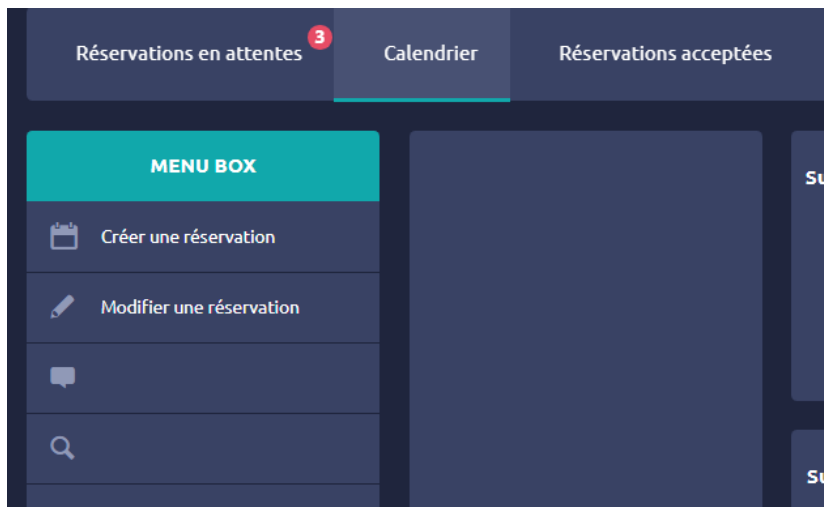 Réservations en attentes 3 Calendrier Réservations acceptées
MENU BOX
Créer une réservation
Modifier une réservation